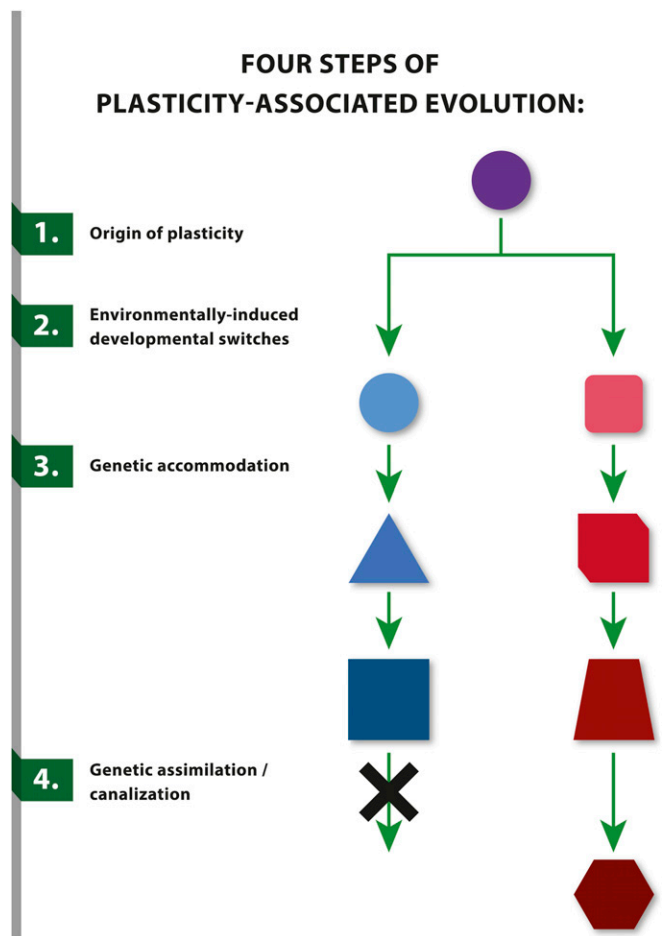 FOUR STEPS OF
PLASTICITY-ASSOCIATED EVOLUTION:
1.
Origin of plasticity
2.
Environmentally-induced
developmental switches
3.
Genetic accommodation
4.
Genetic assimilation /
canalization